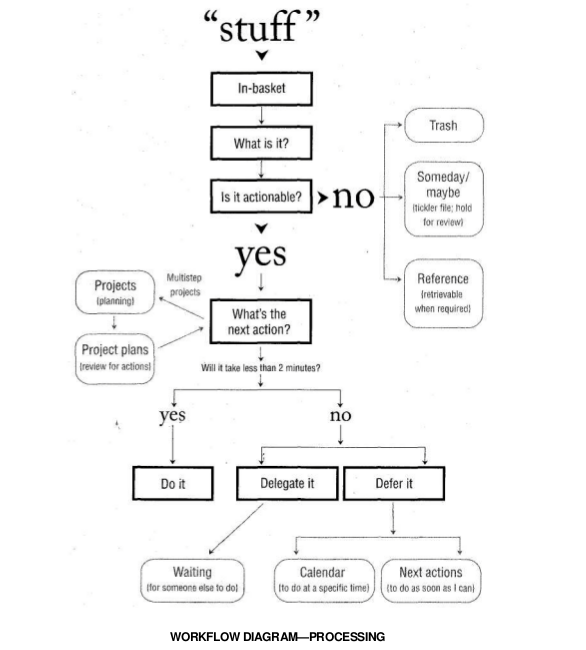 “stuff”
In-basket
What is it?
Trash
Someday/
maybe
(tickler file; hold
for review)
Is it actionable?
no
yes
Reference
(retrievable
when required)
Multistep
projects
Projects
(planning)
What's the
next action?
Project plans
(review for actions)
Will it take less than 2 minutes?
yes
no
Do it
Delegate it
Defer it
Waiting
(for someone else to do)
Calendar
(to do at a specific time)
Next actions
(to do as soon as I can)
WORKFLOW DIAGRAM—PROCESSING